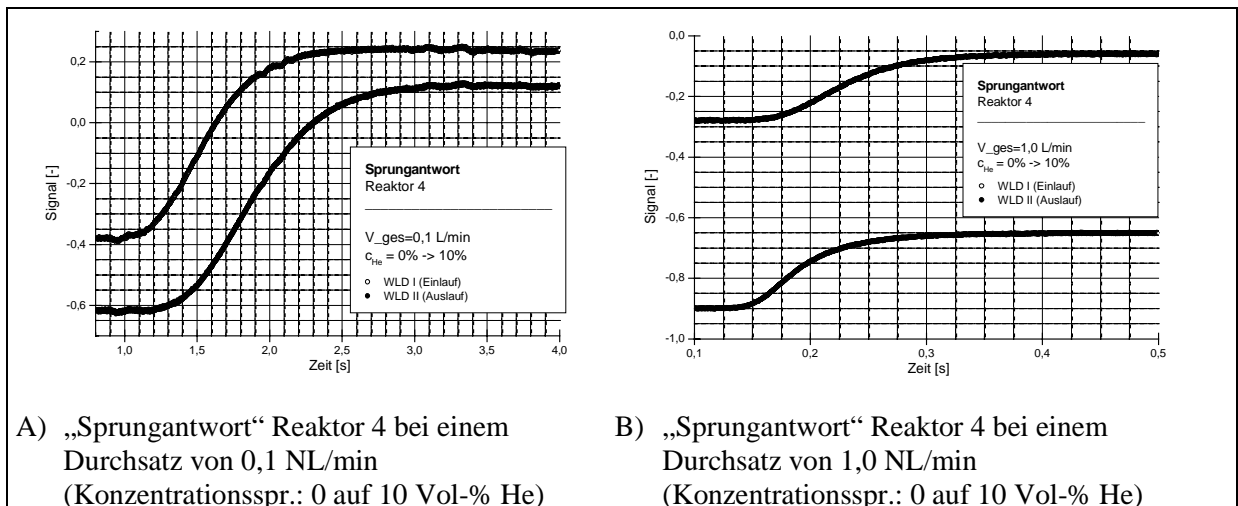 0,2
0,0
-0,2
-0,4
-0,6
Signal [-]
1,0 1,5 2,0 2,5 3,0 3,5 4,0
Zeit [s]
Sprungantwort
Reaktor 4
V_ges=0,1 L/min
c_He = 0% -> 10%
WLD I (Einlauf)
WLD II (Auslauf)
0,0
-0,2
-0,4
-0,6
-0,8
-1,0
Signal [-]
0,1 0,2 0,3 0,4 0,5
Zeit [s]
Sprungantwort
Reaktor 4
V_ges=1,0 L/min
c_He = 0% -> 10%
WLD I (Einlauf)
WLD II (Auslauf)
A) „Sprungantwort“ Reaktor 4 bei einem
Durchsatz von 0,1 NL/min
(Konzentrationsspr.: 0 auf 10 Vol-% He)
B) „Sprungantwort“ Reaktor 4 bei einem
Durchsatz von 1,0 NL/min
(Konzentrationsspr.: 0 auf 10 Vol-% He)